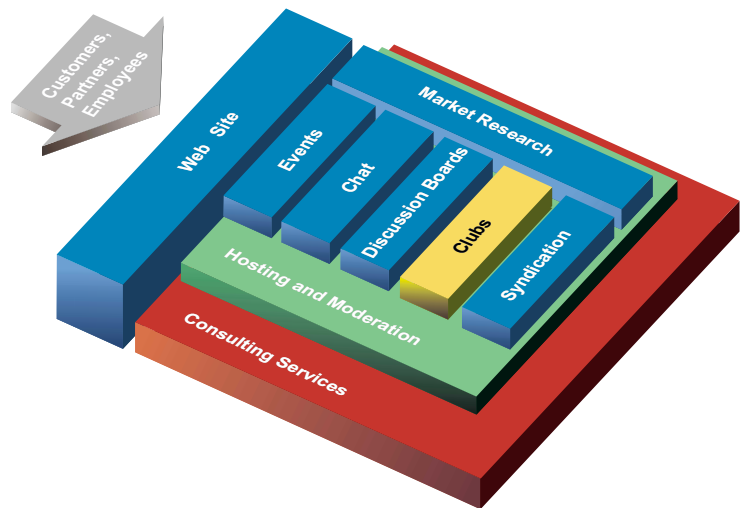 Customers,
Partners,
Employees
Web Site
Market Research
Events
Chat
Discussion Boards
Clubs
Syndication
Hosting and Moderation
Consulting Services